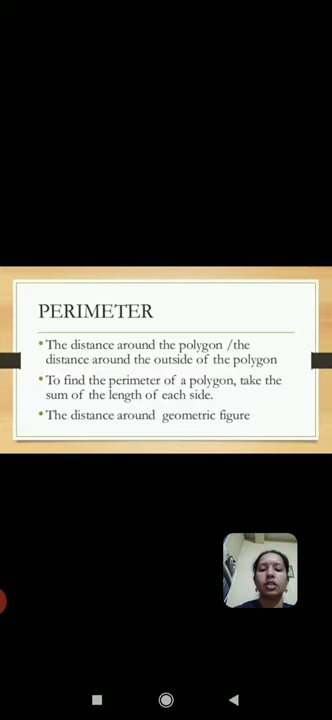 PERIMETER
• The distance around the polygon /the
distance around the outside of the polygon
• To find the perimeter of a polygon, take the
sum of the length of each side.
• The distance around geometric figure